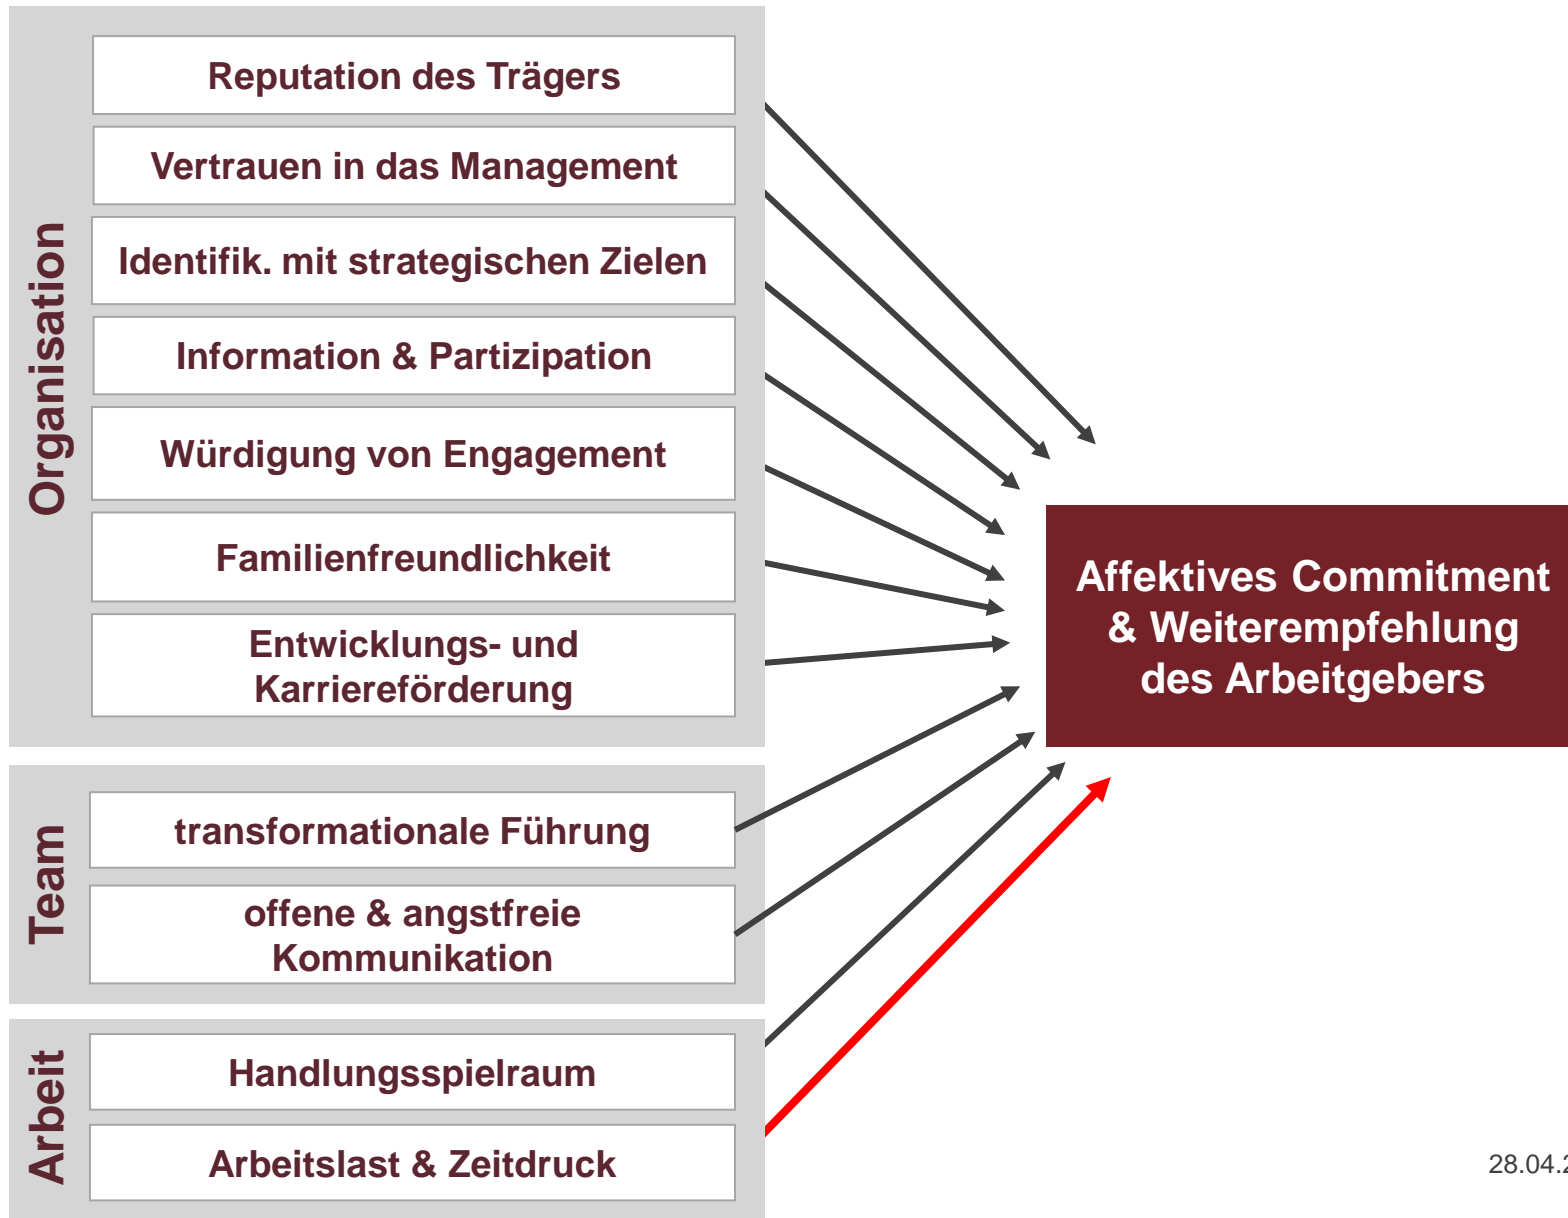 Organisation
Reputation des Trägers
Vertrauen in das Management
Identifik. mit strategischen Zielen
Information & Partizipation
Würdigung von Engagement
Familienfreundlichkeit
Entwicklungs- und
Karriereförderung
Team
transformationale Führung
offene & angstfreie
Kommunikation
Arbeit
Handlungsspielraum
Arbeitslast & Zeitdruck
Affektives Commitment
& Weiterempfehlung
des Arbeitgebers
28.04.2